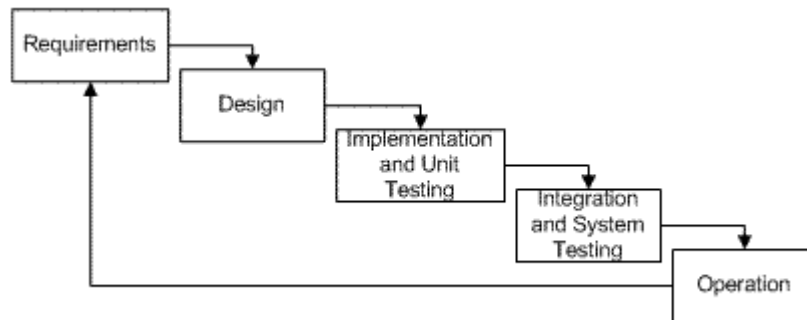 Requirements
Design
Implementation
and Unit
Testing
Integration
and System
Testing
Operation